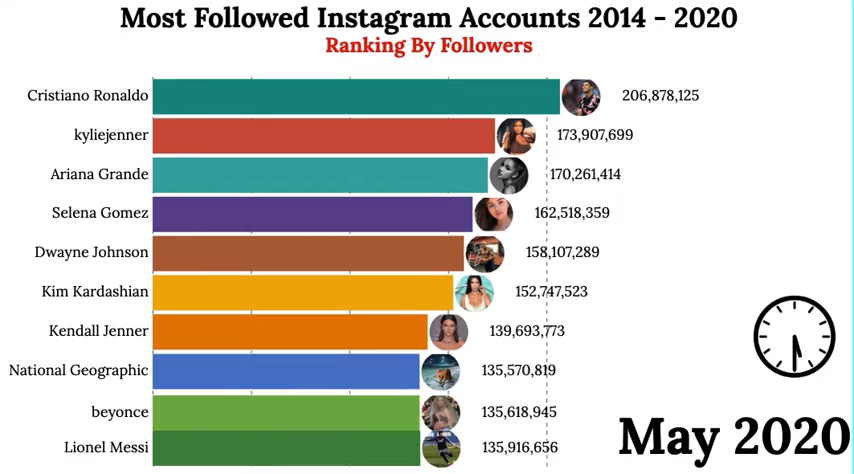 Most Followed Instagram Accounts 2014 - 2020
Ranking By Followers
Cristiano Ronaldo 206,878,125
kyliejenner 173,907,699
Ariana Grande 170,261,414
Selena Gomez 162,518,359
Dwayne Johnson 158,107,289
Kim Kardashian 152,747,523
Kendall Jenner 139,693,773
National Geographic 135,570,819
beyonce 135,618,945
Lionel Messi 135,916,656
May 2020